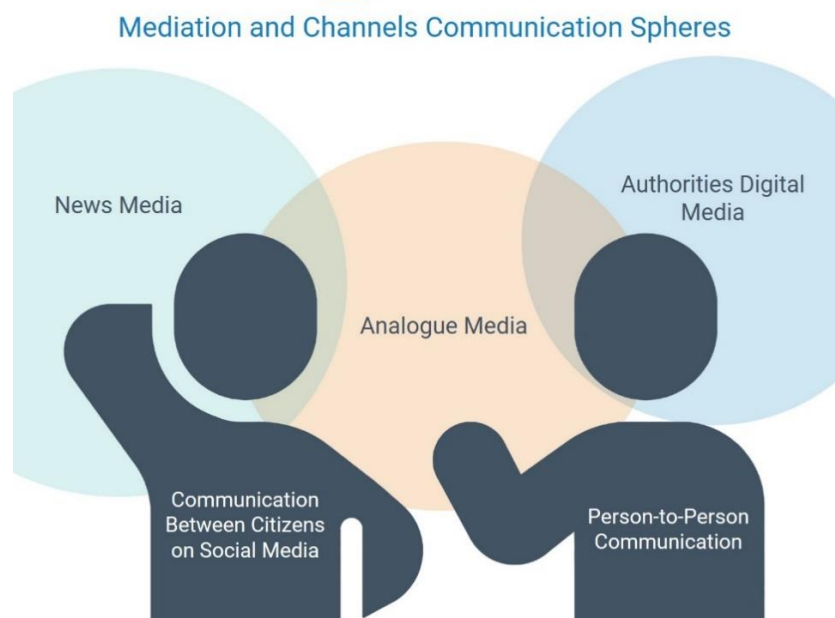 Mediation and Channels Communication Spheres
News Media
Authorities Digital
Media
Analogue Media
Communication
Between Citizens
on Social Media
Person-to-Person
Communication